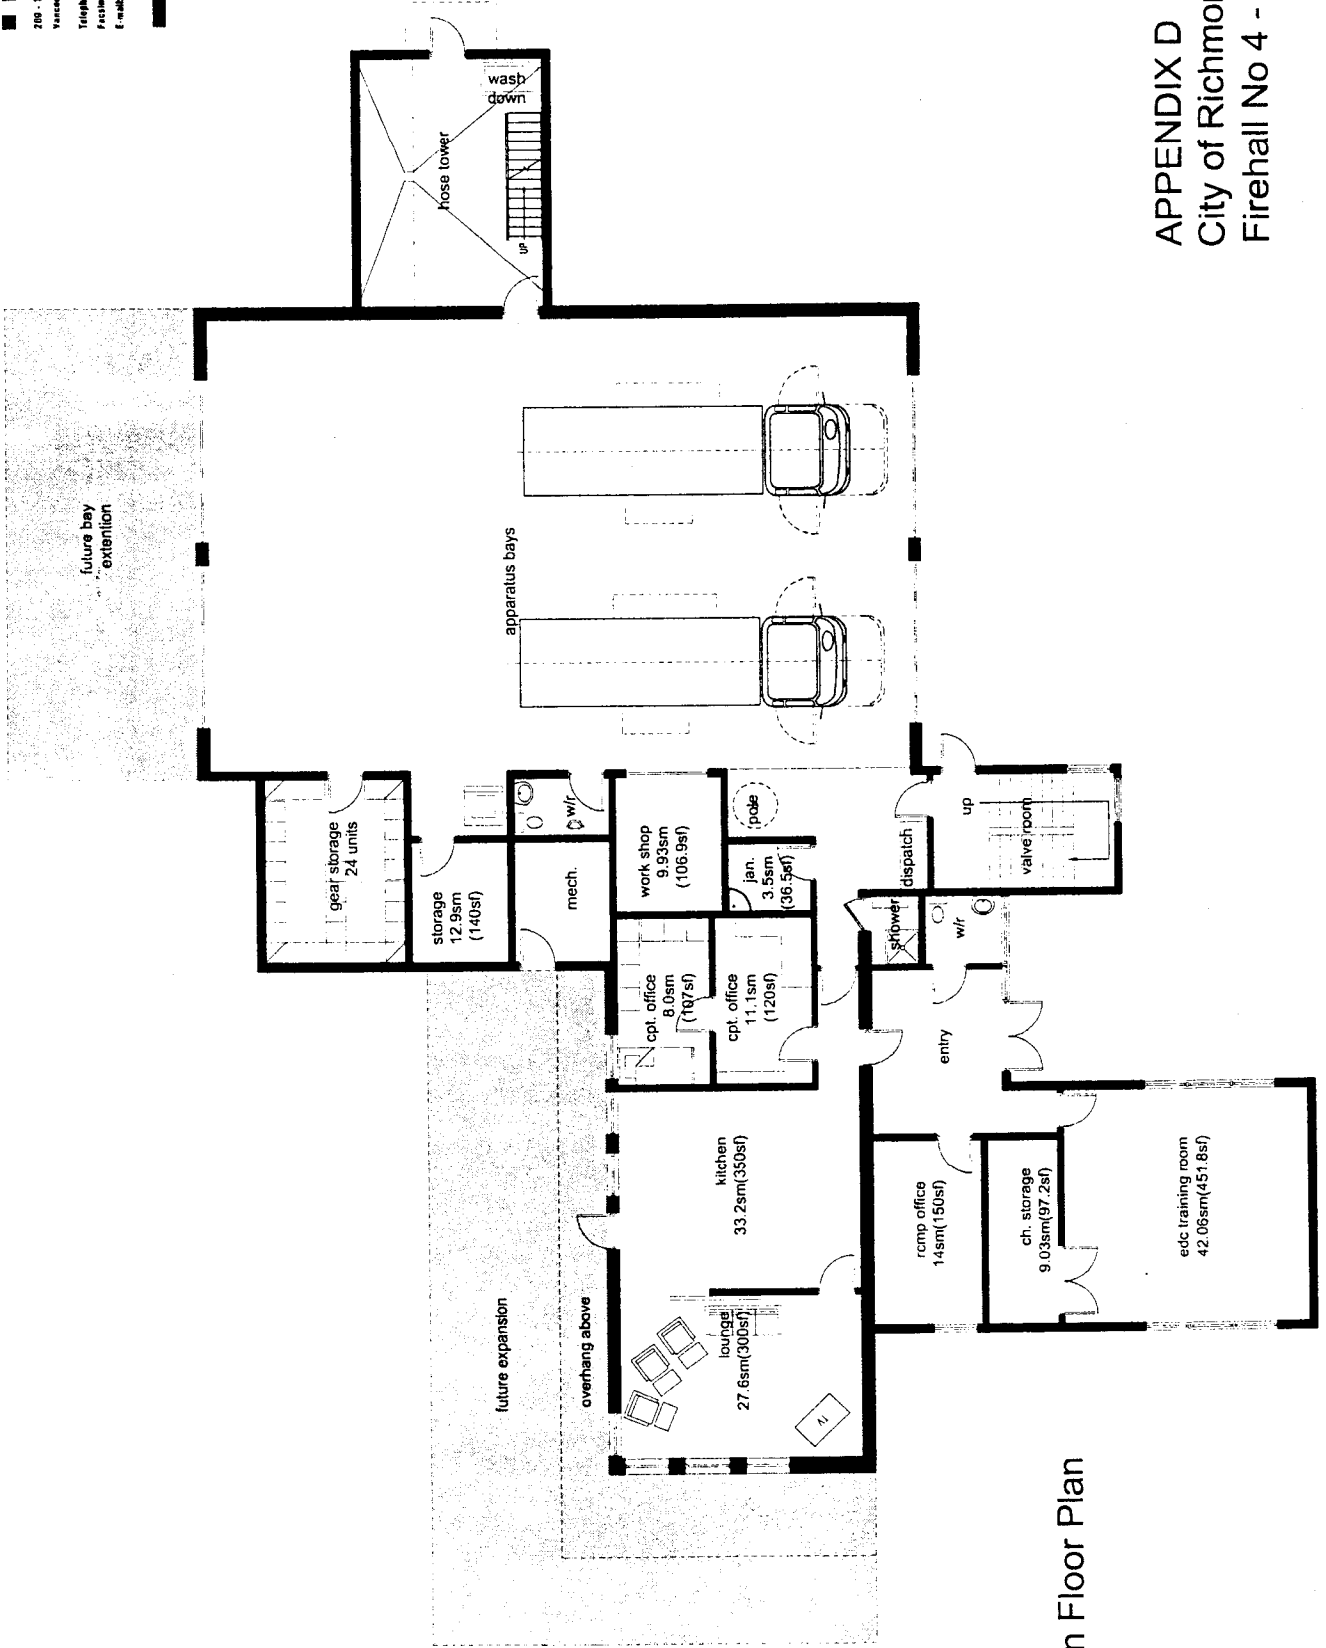 209 - 1
APPENDIX D
City of Richmo
Firehall No 4 -
n Floor Plan
future bay
extention
hose tower
wash
down
UP
apparatus bays
gear storage
24 units
storage
12.9sm
(140sf)
w/r
mech.
work shop
9.93sm
(106.9sf)
pole
jan.
3.5sm
(36.5sf)
dispatch
up
valve room
shower
w/r
cpt. office
8.0sm
(107sf)
cpt. office
11.1sm
(120sf)
entry
kitchen
33.2sm(350sf)
rcmp office
14sm(150sf)
ch. storage
9.03sm(97.2sf)
edc training room
42.06sm(451.8sf)
future expansion
overhang above
lounge
27.6sm(300sf)
TV